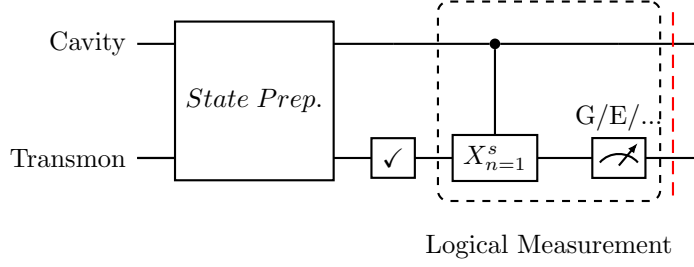 Cavity
State Prep.
G/E/...
Transmon
✓
X^s_{n=1}
Logical Measurement